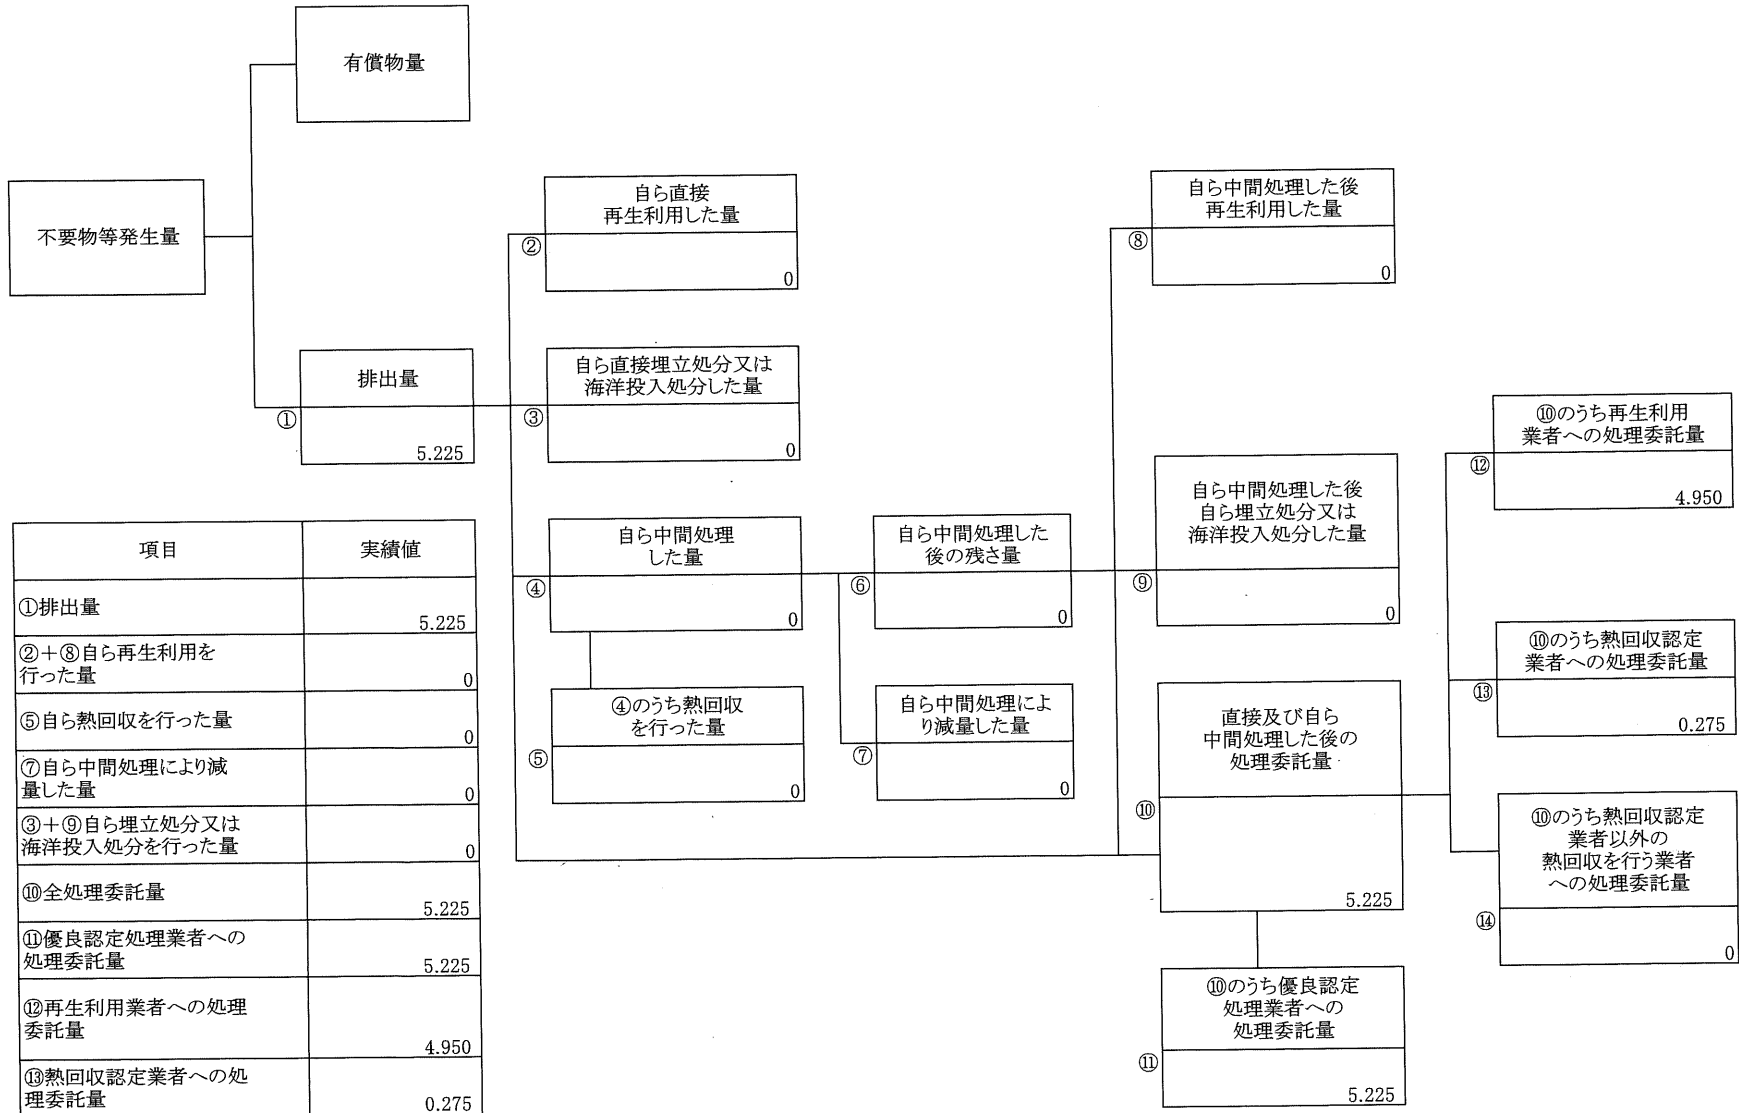 有償物量
不要物等発生量
排出量
①
5.225
自ら直接
再生利用した量
②
0
自ら直接埋立処分又は
海洋投入処分した量
③
0
自ら中間処理
した量
④
0
④のうち熱回収
を行った量
⑤
0
自ら中間処理した
後の残さ量
⑥
0
自ら中間処理によ
り減量した量
⑦
0
自ら中間処理した後
再生利用した量
⑧
0
自ら中間処理した後
自ら埋立処分又は
海洋投入処分した量
⑨
0
直接及び自ら
中間処理した後の
処理委託量
⑩
5.225
⑩のうち優良認定
処理業者への
処理委託量
⑪
5.225
⑩のうち再生利用
業者への処理委託量
⑫
4.950
⑩のうち熱回収認定
業者への処理委託量
⑬
0.275
⑩のうち熱回収認定
業者以外の
熱回収を行う業者
への処理委託量
⑭
0
項目 実績値
①排出量
5.225
②+⑧自ら再生利用を
行った量
0
⑤自ら熱回収を行った量
0
⑦自ら中間処理により減
量した量
0
③+⑨自ら埋立処分又は
海洋投入処分を行った量
0
⑩全処理委託量
5.225
⑪優良認定処理業者への
処理委託量
5.225
⑫再生利用業者への処理
委託量
4.950
⑬熱回収認定業者への処
理委託量
0.275